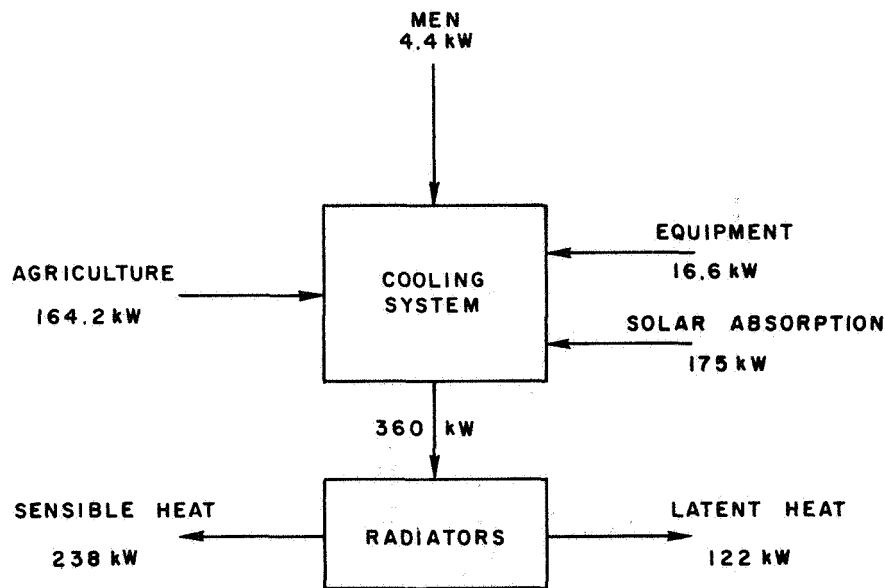 MEN
4.4 kW
EQUIPMENT
16.6 kW
AGRICULTURE
164.2 kW
COOLING
SYSTEM
SOLAR ABSORPTION
175 kW
360 kW
SENSIBLE HEAT
238 kW
RADIATORS
LATENT HEAT
122 kW